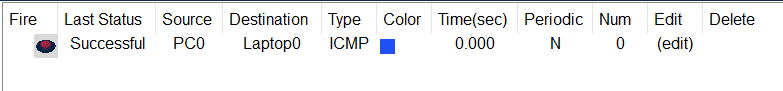 Fire Last Status Source Destination Type Color Time(sec) Periodic Num Edit Delete
Successful PC0 Laptop0 ICMP 0.000 N 0 (edit)